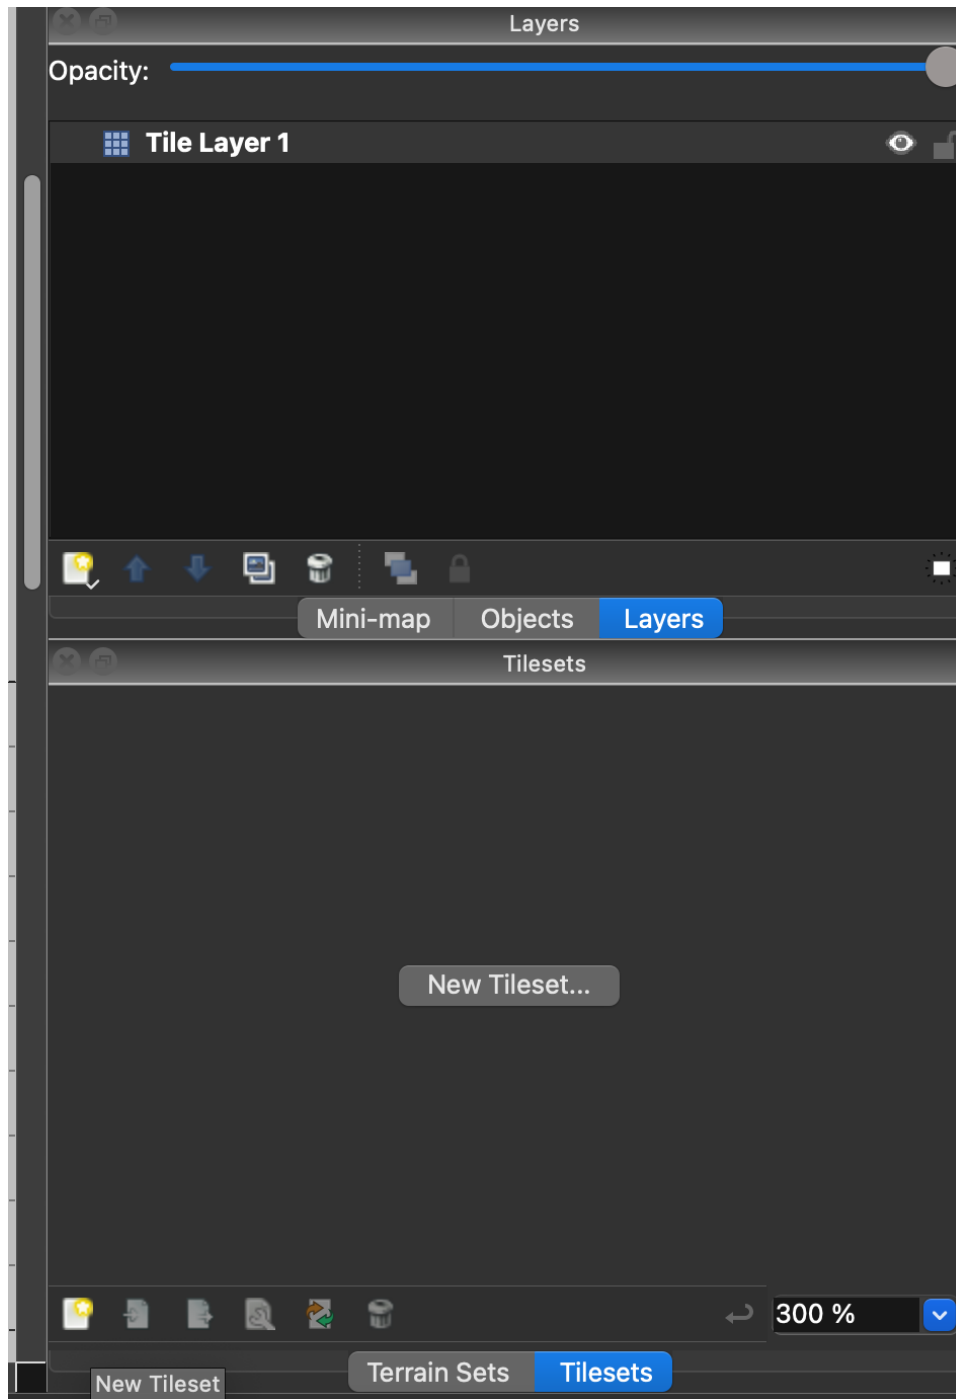 Layers
Opacity:
Tile Layer 1
Mini-map Objects Layers
Tilesets
New Tileset...
300 %
Terrain Sets Tilesets
New Tileset